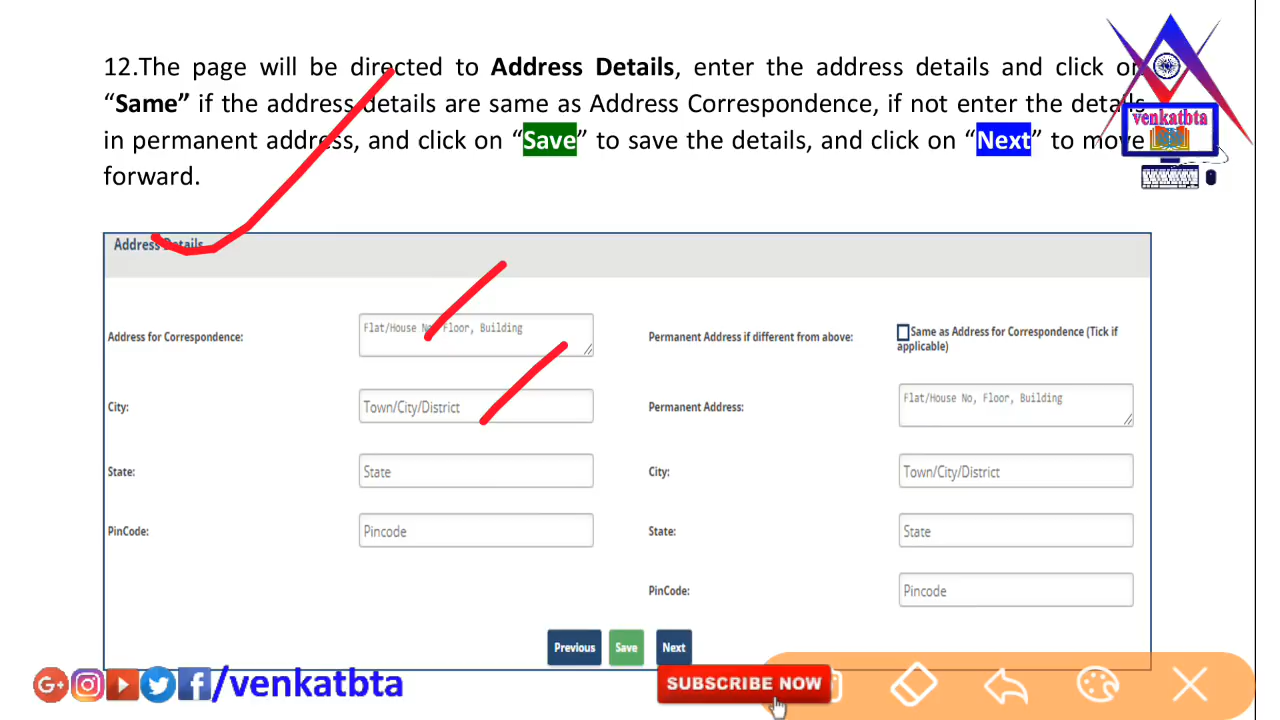 12.The page will be directed to Address Details, enter the address details and click on
“Same” if the address details are same as Address Correspondence, if not enter the details
in permanent address, and click on “Save” to save the details, and click on “Next” to move
forward.
venkatbta
Address Details
Address for Correspondence:
Flat/House No, Floor, Building
Permanent Address if different from above:
Same as Address for Correspondence (Tick if
applicable)
City:
Town/City/District
Permanent Address:
Flat/House No, Floor, Building
State:
State
City:
Town/City/District
PinCode:
Pincode
State:
State
PinCode:
Pincode
Previous
Save
Next
/venkatbta
SUBSCRIBE NOW